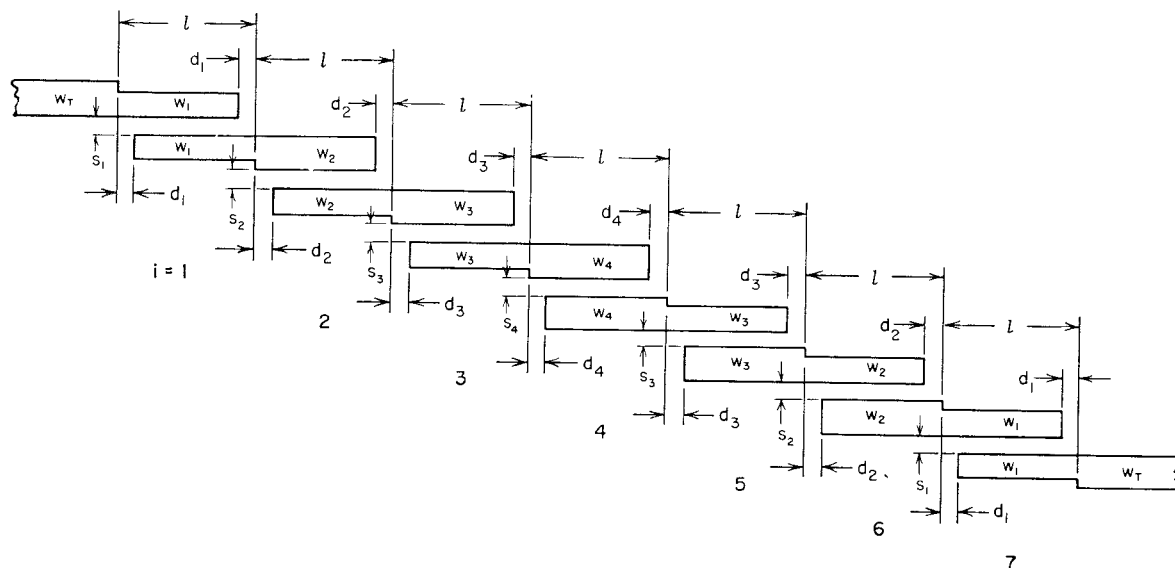 l
d₁
l
d₂
l
W_T
W₁
S₁
W₁
W₂
d₃
l
d₁
S₂
W₂
W₃
d₄
l
i = 1
d₂
S₃
W₃
W₄
d₃
l
2
d₃
S₄
W₄
W₃
d₂
l
3
d₄
S₃
W₃
W₂
d₁
4
d₃
S₂
W₂
W₁
5
d₂
S₁
W₁
W_T
6
d₁
7